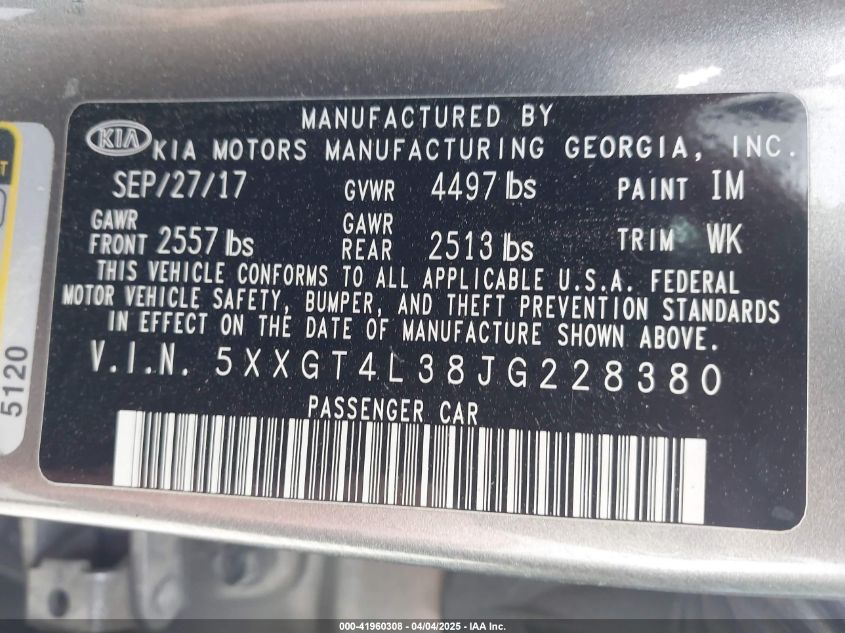 MANUFACTURED BY
KIA KIA MOTORS MANUFACTURING GEORGIA, INC.
SEP/27/17 GVWR 4497 lbs PAINT IM
GAWR FRONT 2557 lbs GAWR REAR 2513 lbs TRIM WK
THIS VEHICLE CONFORMS TO ALL APPLICABLE U.S.A. FEDERAL
MOTOR VEHICLE SAFETY, BUMPER, AND THEFT PREVENTION STANDARDS
IN EFFECT ON THE DATE OF MANUFACTURE SHOWN ABOVE.
V.I.N. 5XXGT4L38JG228380
PASSENGER CAR
5120
000-41960308 - 04/04/2025 - IAA Inc.